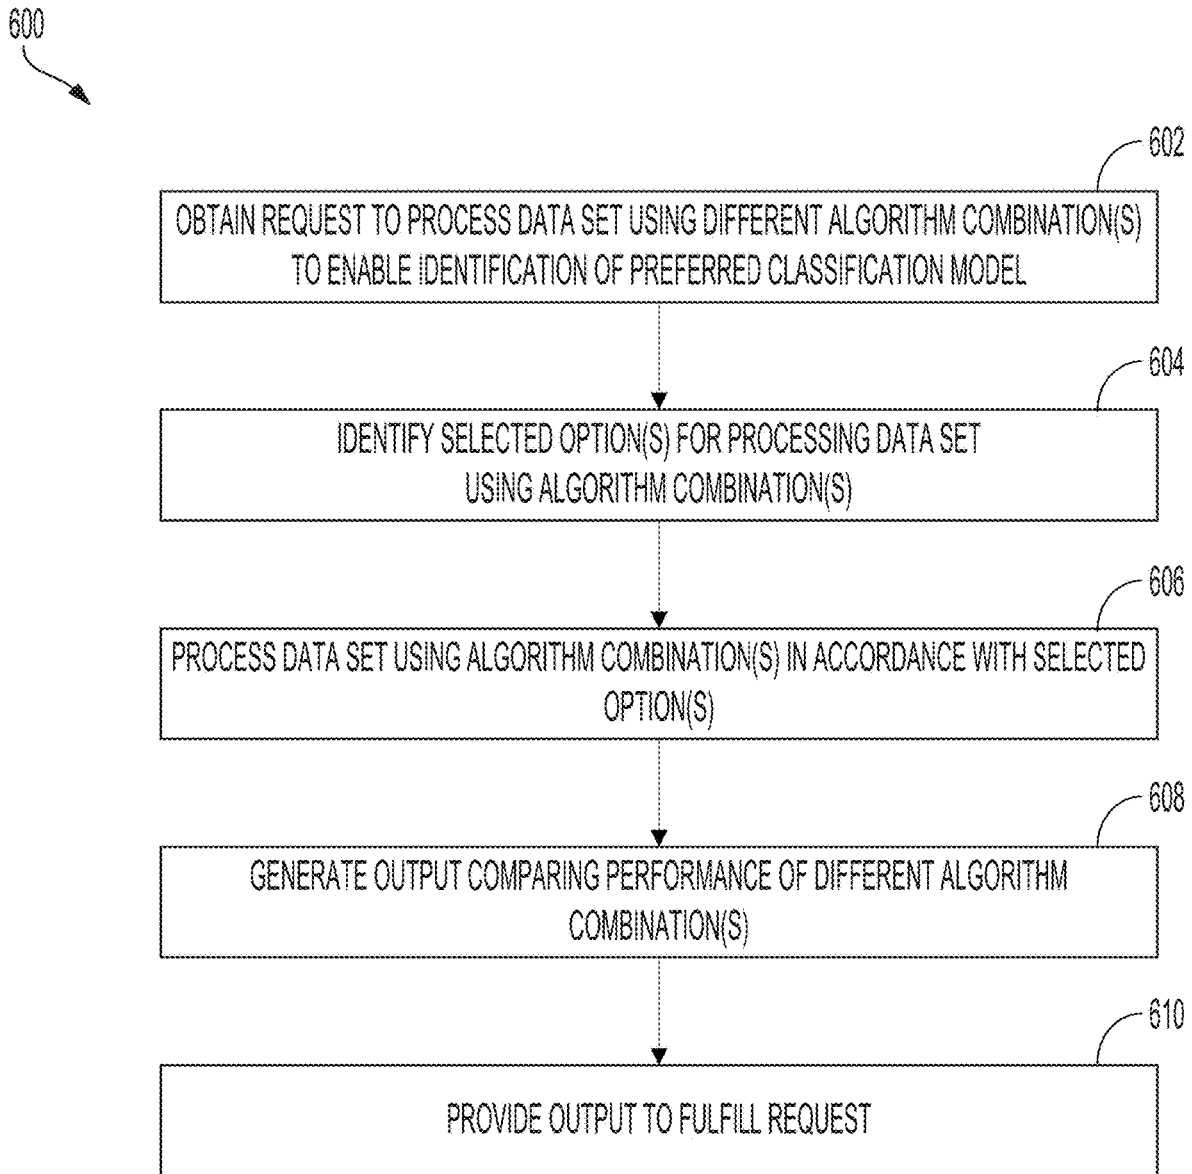 600
602
OBTAIN REQUEST TO PROCESS DATA SET USING DIFFERENT ALGORITHM COMBINATION(S)
TO ENABLE IDENTIFICATION OF PREFERRED CLASSIFICATION MODEL
604
IDENTIFY SELECTED OPTION(S) FOR PROCESSING DATA SET
USING ALGORITHM COMBINATION(S)
606
PROCESS DATA SET USING ALGORITHM COMBINATION(S) IN ACCORDANCE WITH SELECTED
OPTION(S)
608
GENERATE OUTPUT COMPARING PERFORMANCE OF DIFFERENT ALGORITHM
COMBINATION(S)
610
PROVIDE OUTPUT TO FULFILL REQUEST